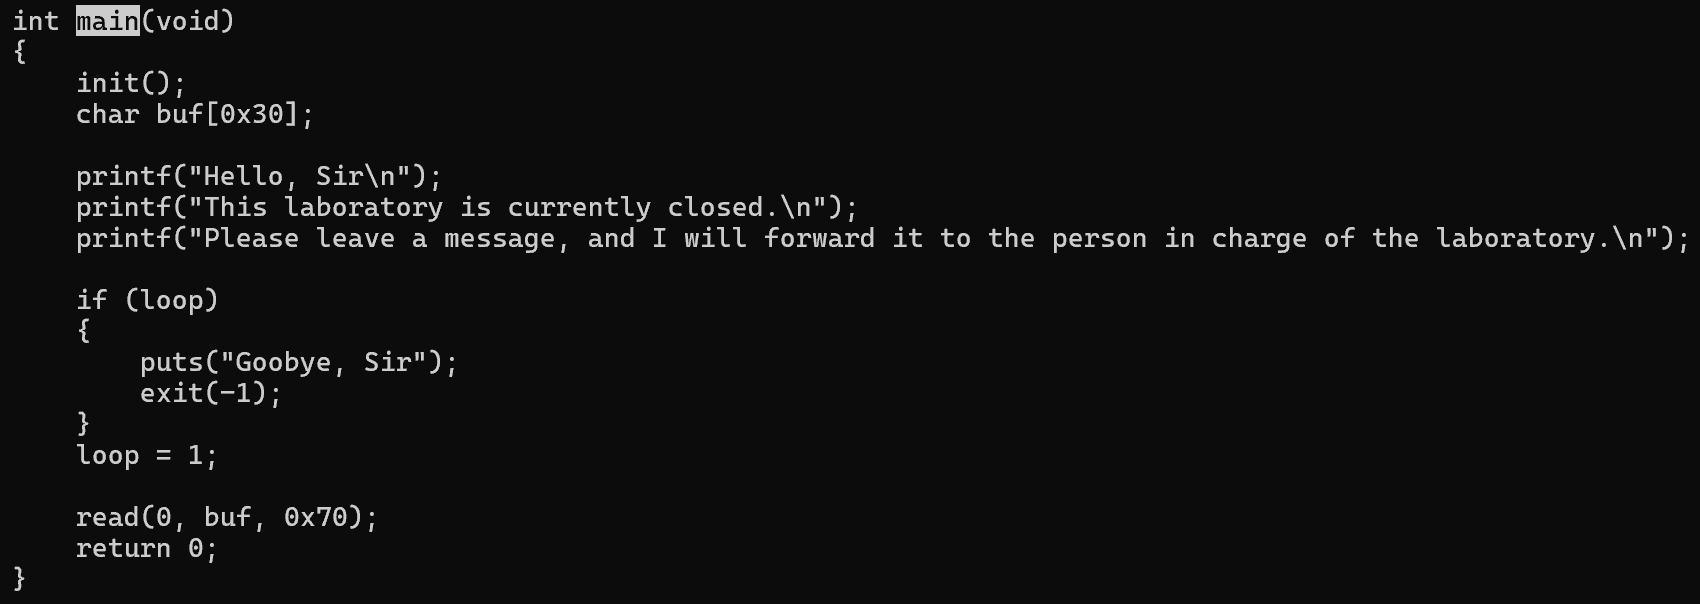 int main(void)
{
    init();
    char buf[0x30];

    printf("Hello, Sir\n");
    printf("This laboratory is currently closed.\n");
    printf("Please leave a message, and I will forward it to the person in charge of the laboratory.\n");

    if (loop)
    {
        puts("Goobye, Sir");
        exit(-1);
    }
    loop = 1;

    read(0, buf, 0x70);
    return 0;
}